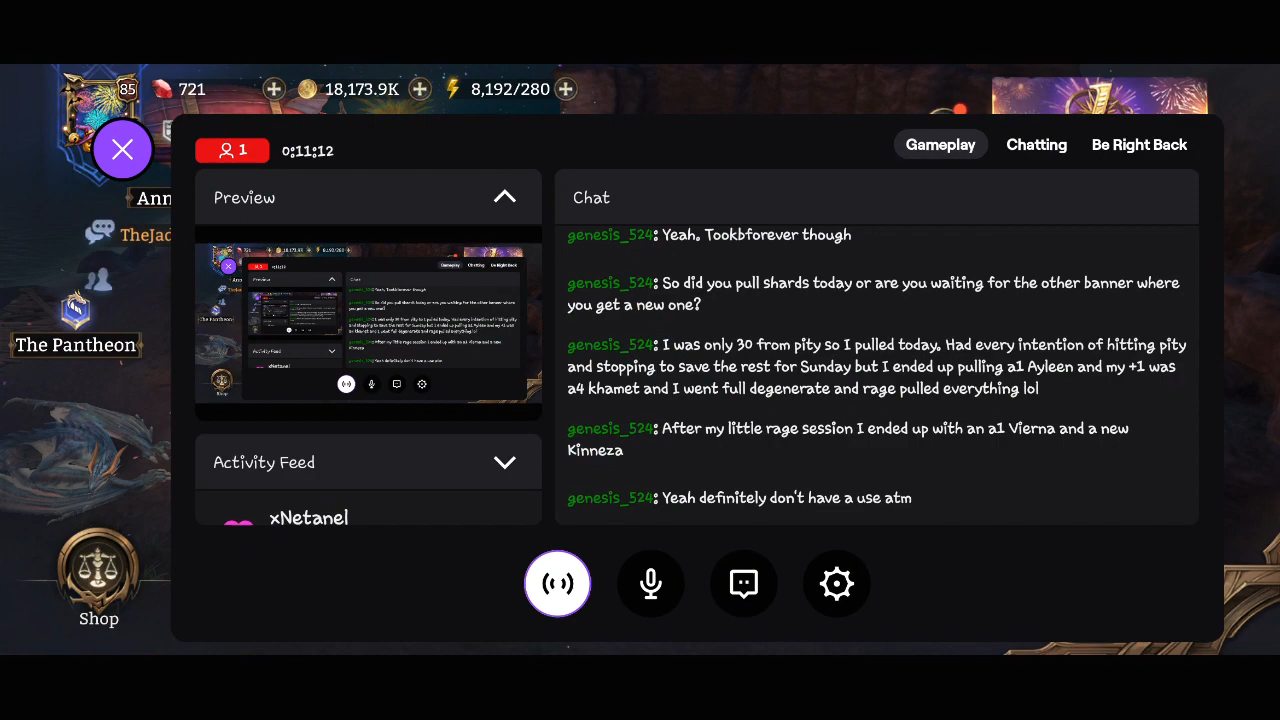 85
721
18,173.9K
8,192/280
1
0:11:12
Gameplay
Chatting
Be Right Back
Ann
TheJad
The Pantheon
Shop
Preview
Activity Feed
xNetanel
Chat
genesis_524: Yeah. Tookbforever though
genesis_524: So did you pull shards today or are you waiting for the other banner where
you get a new one?
genesis_524: I was only 30 from pity so I pulled today. Had every intention of hitting pity
and stopping to save the rest for Sunday but I ended up pulling a1 Ayleen and my +1 was
a4 khamet and I went full degenerate and rage pulled everything lol
genesis_524: After my little rage session I ended up with an a1 Vierna and a new
Kinneza
genesis_524: Yeah definitely don't have a use atm